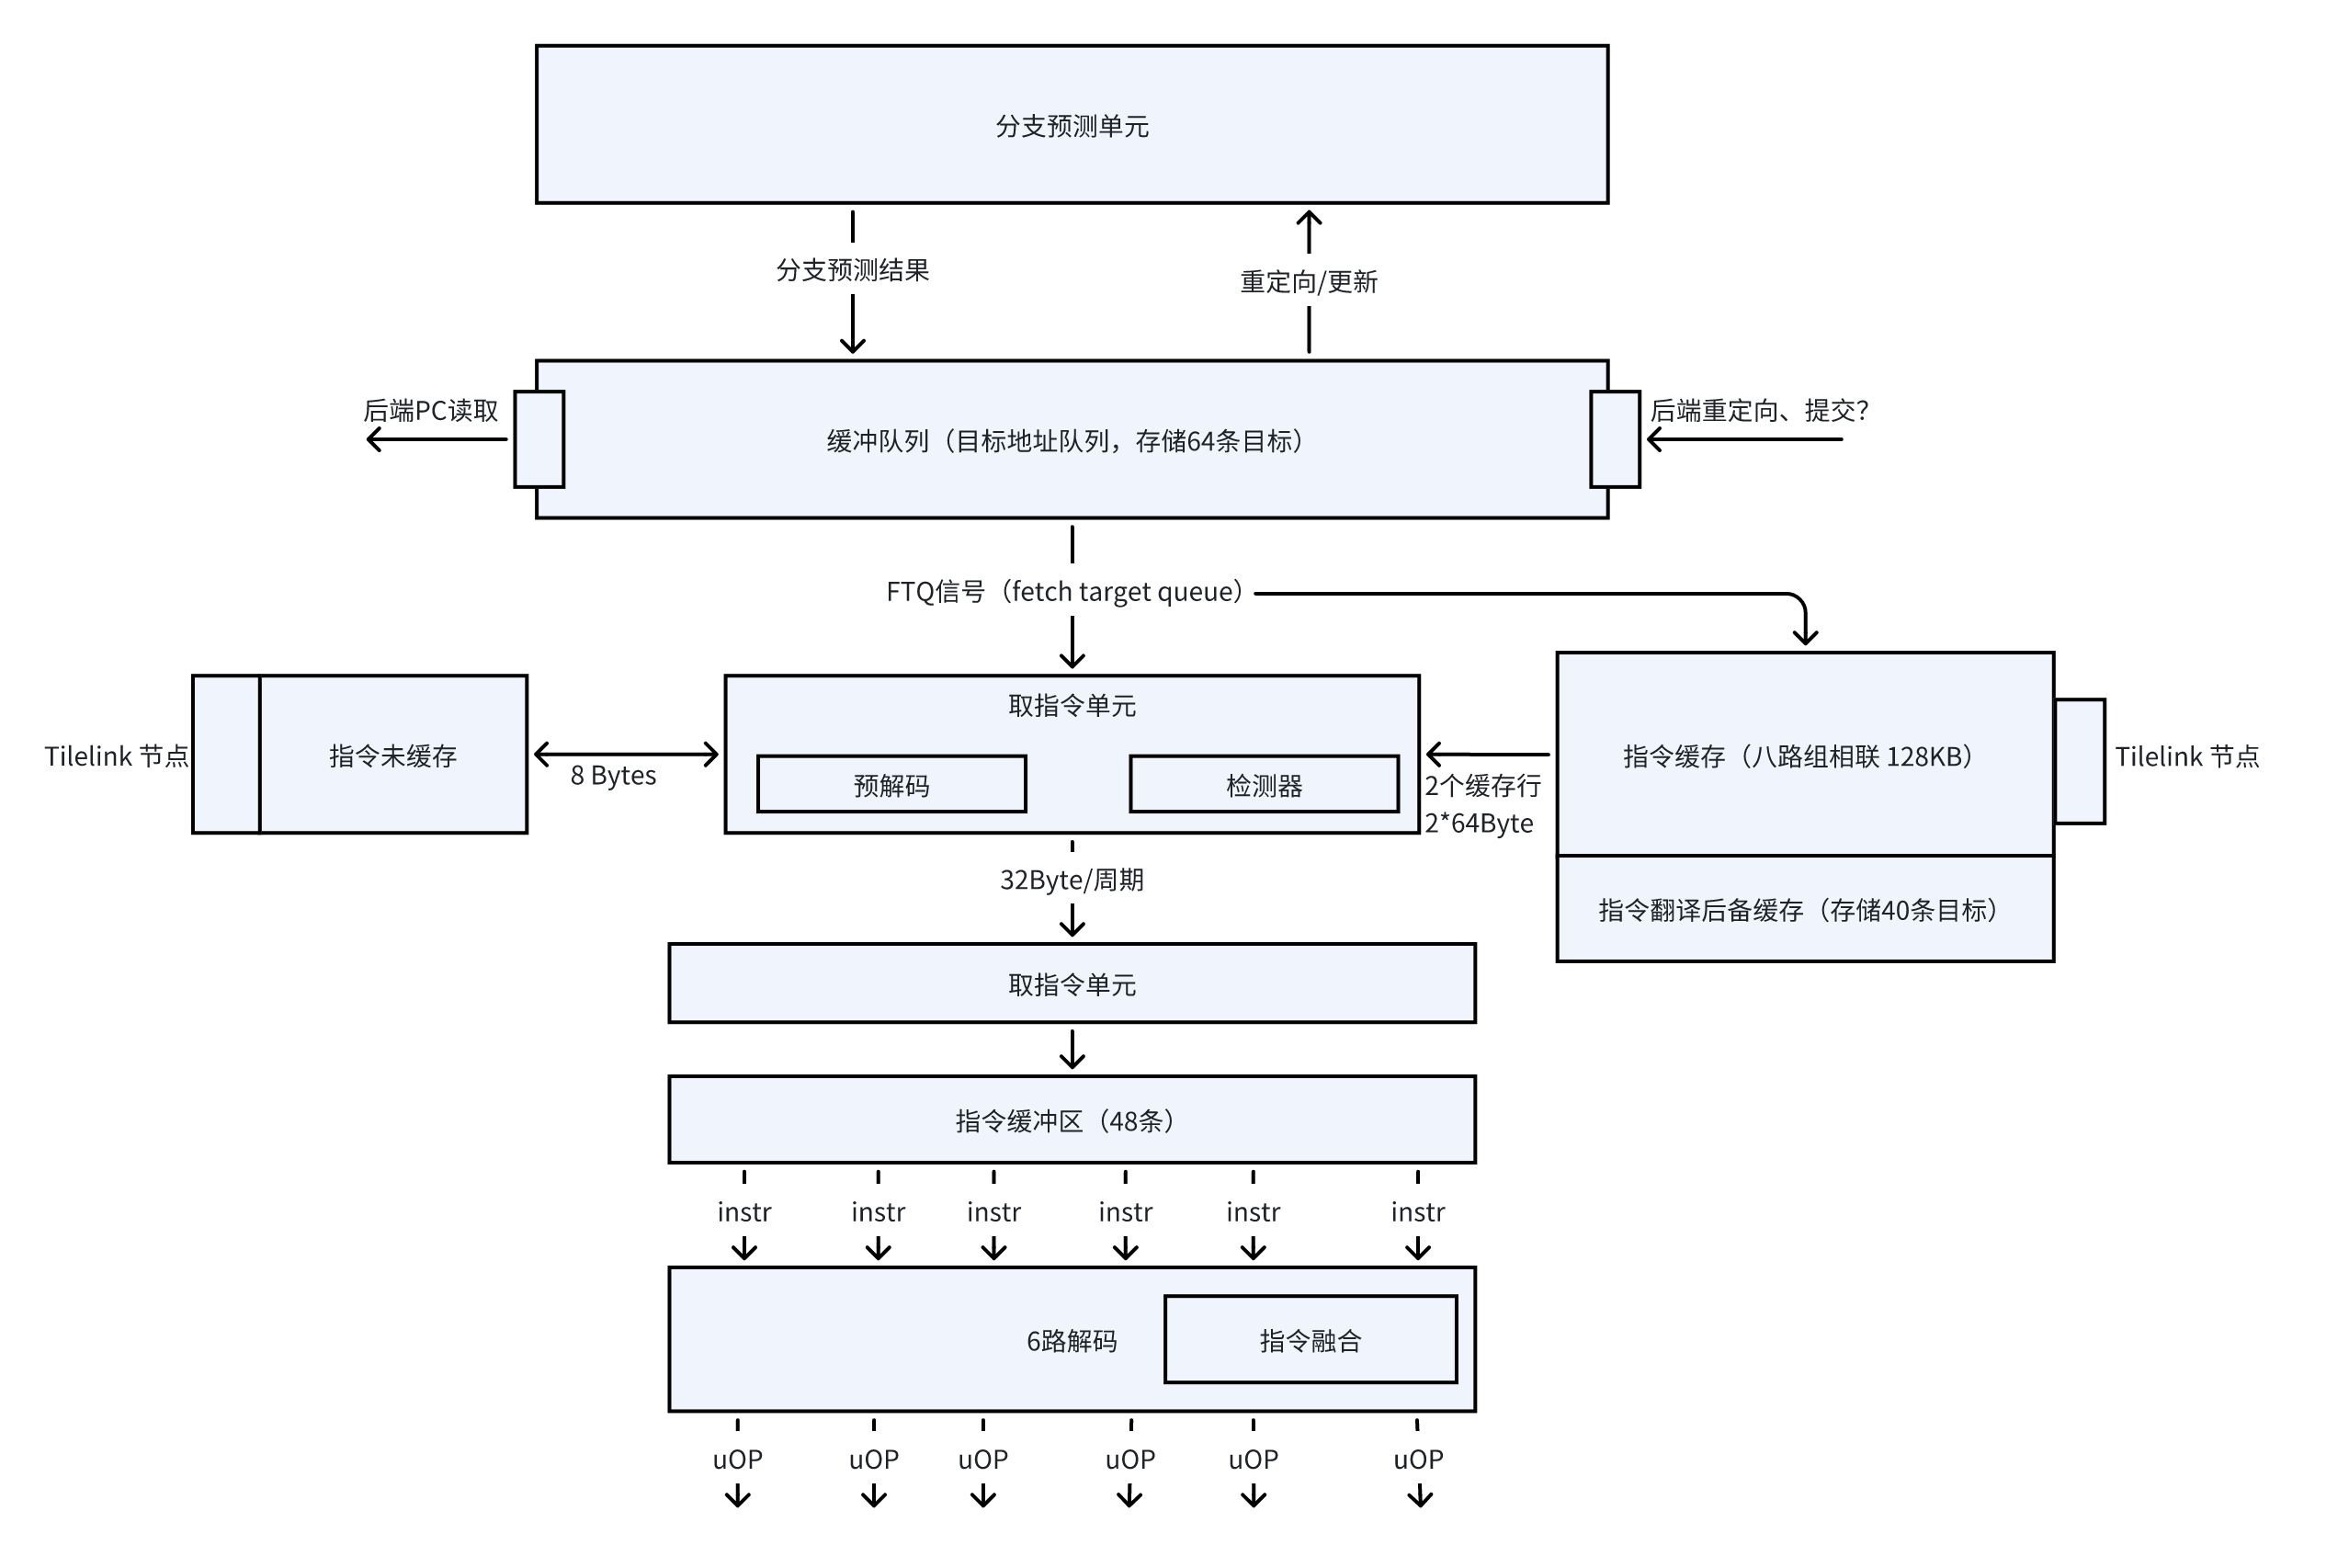 分支预测单元
分支预测结果
重定向/更新
后端PC读取
缓冲队列（目标地址队列，存储64条目标）
后端重定向、提交？
FTQ信号（fetch target queue）
取指令单元
Tilelink 节点
指令未缓存
8 Bytes
预解码
检测器
2个缓存行
2*64Byte
指令缓存（八路组相联 128KB）
Tilelink 节点
32Byte/周期
指令翻译后备缓存（存储40条目标）
取指令单元
指令缓冲区（48条）
instr instr instr instr instr instr
6路解码
指令融合
uOP uOP uOP uOP uOP uOP